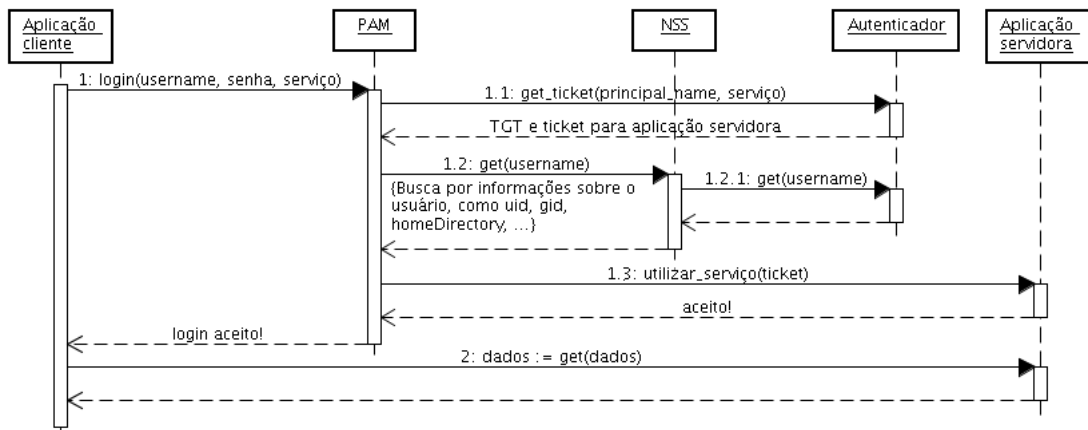 Aplicação
cliente
PAM
NSS
Autenticador
Aplicação
servidora
1: login(username, senha, serviço)
1.1: get_ticket(principal_name, serviço)
TGT e ticket para aplicação servidora
1.2: get(username)
1.2.1: get(username)
{Busca por informações sobre o
usuário, como uid, gid,
homeDirectory, ...}
1.3: utilizar_serviço(ticket)
aceito!
login aceito!
2: dados := get(dados)